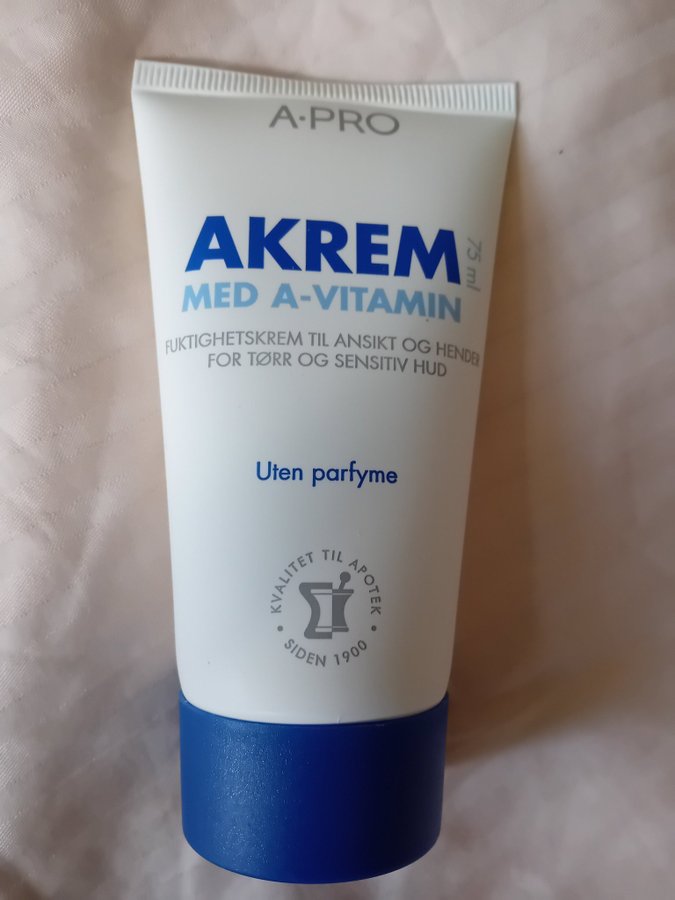 A·PRO
AKREM
75 ml
MED A-VITAMIN
FUKTIGHETSKREM TIL ANSIKT OG HENDER
FOR TØRR OG SENSITIV HUD
Uten parfyme
• KVALITET TIL APOTEK •
SIDEN 1900